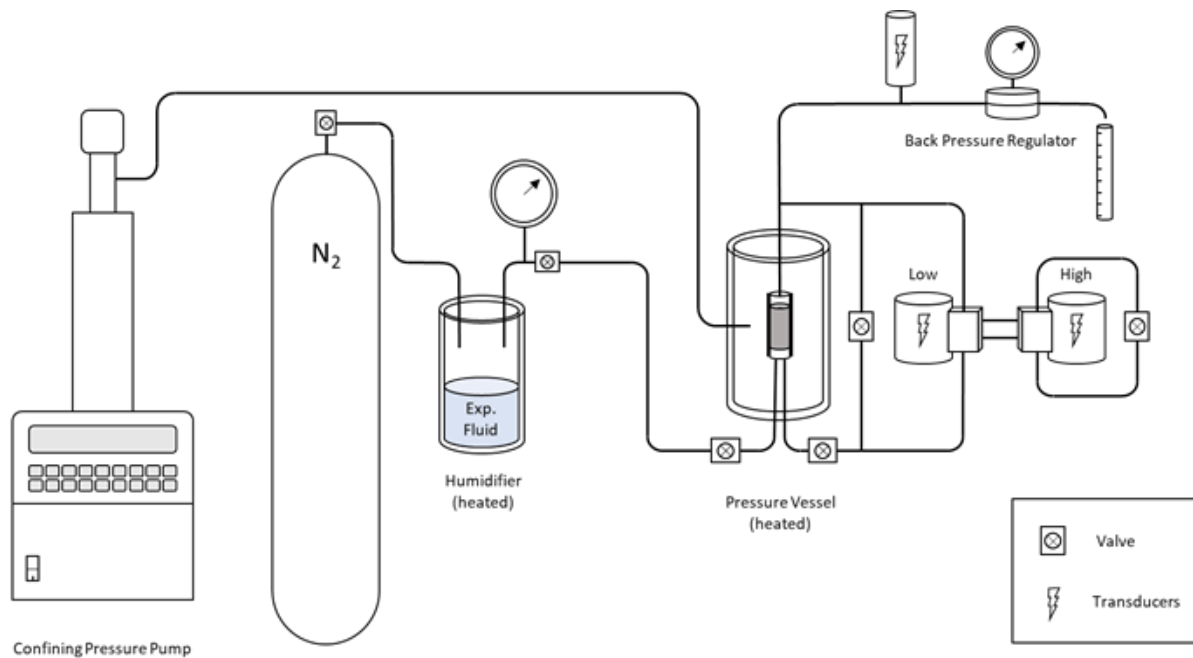 Back Pressure Regulator
N2
Low
High
Exp.
Fluid
Humidifier
(heated)
Pressure Vessel
(heated)
Valve
Transducers
Confining Pressure Pump